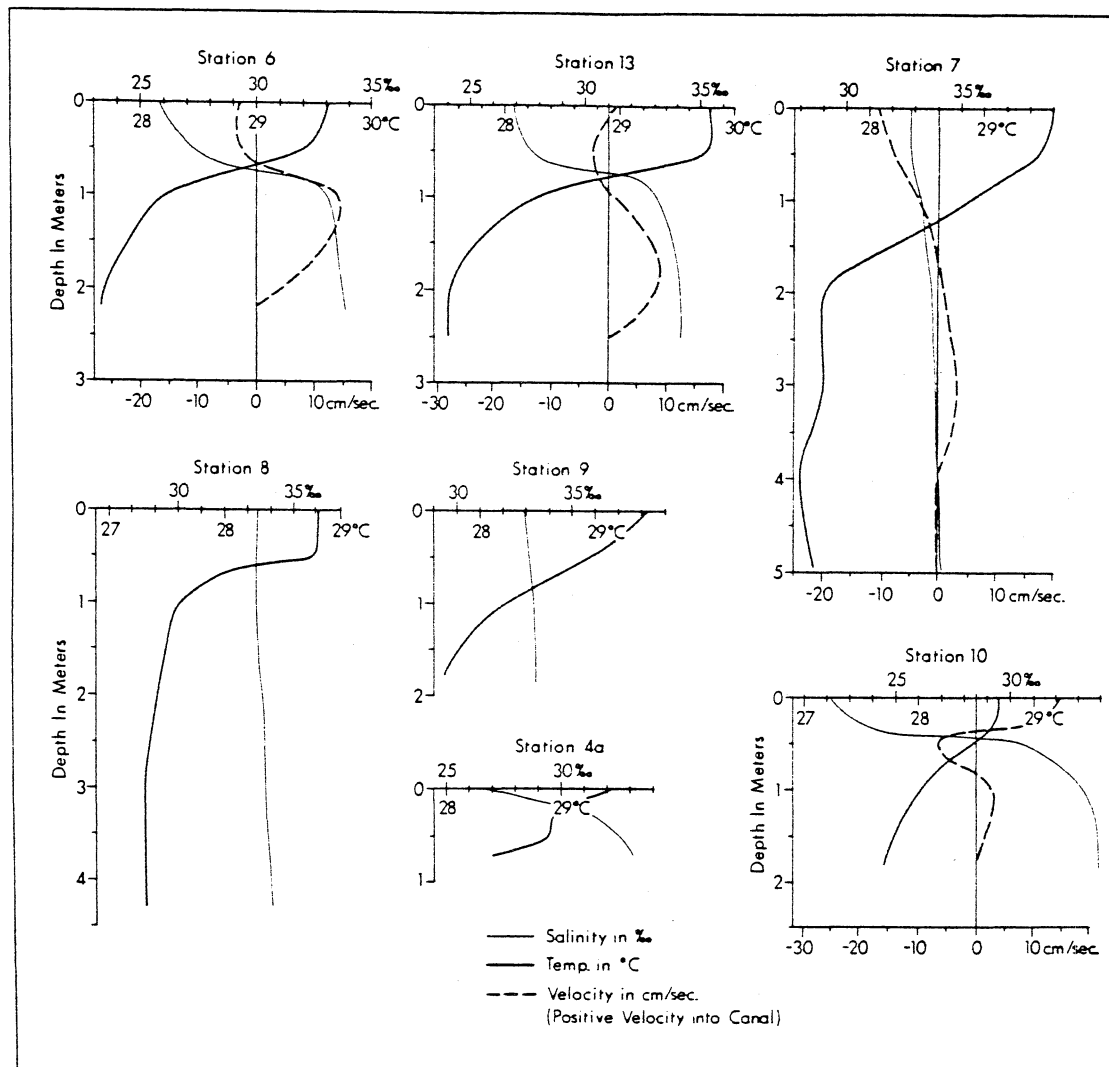 Station 6
25 30 35‰
0
28 29 30°C
1
2
3
Depth In Meters
-20 -10 0 10 cm/sec.
Station 13
25 30 35‰
0
28 29 30°C
1
2
3
-30 -20 -10 0 10 cm/sec.
Station 7
30 35‰
0
28 29°C
1
2
3
4
5
-20 -10 0 10 cm/sec.
Station 8
30 35‰
0
27 28 29°C
1
2
3
4
Depth In Meters
Station 9
30 35‰
0
28 29°C
1
2
Station 4a
25 30‰
0
28 29°C
1
Station 10
25 30‰
0
27 28 29°C
1
2
Depth In Meters
-30 -20 -10 0 10 cm/sec.
Salinity in ‰
Temp. in °C
Velocity in cm/sec.
(Positive Velocity into Canal)